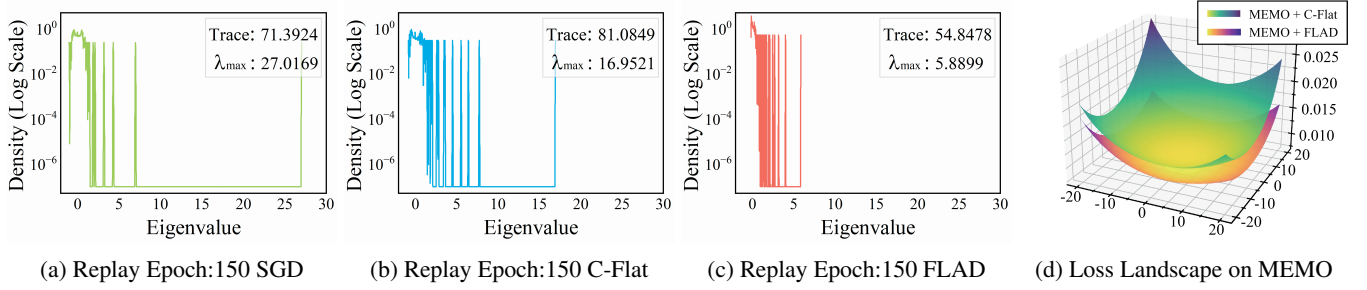 Density (Log Scale)
10^0
10^-2
10^-4
10^-6
Trace: 71.3924
λmax : 27.0169
0 5 10 15 20 25 30
Eigenvalue
(a) Replay Epoch:150 SGD
Density (Log Scale)
10^0
10^-2
10^-4
10^-6
Trace: 81.0849
λmax : 16.9521
0 5 10 15 20 25 30
Eigenvalue
(b) Replay Epoch:150 C-Flat
Density (Log Scale)
10^0
10^-2
10^-4
10^-6
Trace: 54.8478
λmax : 5.8899
0 5 10 15 20 25 30
Eigenvalue
(c) Replay Epoch:150 FLAD
MEMO + C-Flat
MEMO + FLAD
0.025
0.020
0.015
0.010
20
10
0
-10
-20
-20 -10 0 10 20
(d) Loss Landscape on MEMO